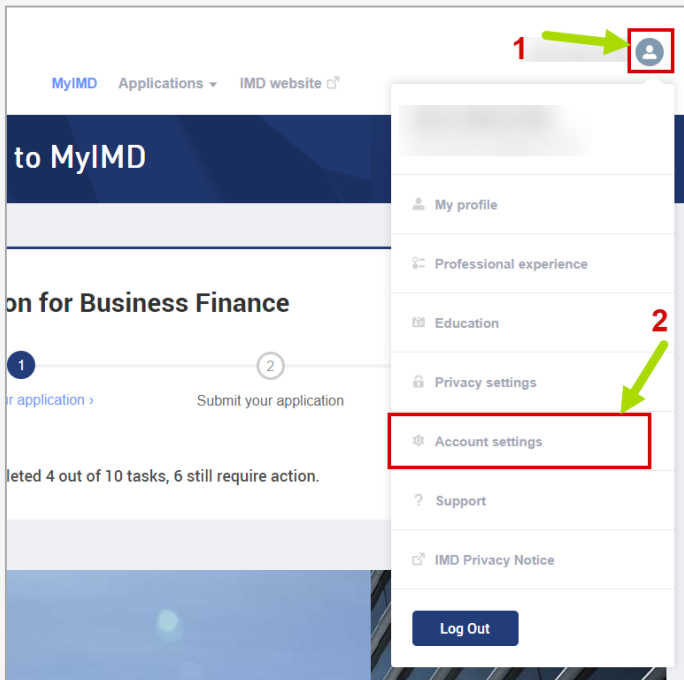 1
MyIMD Applications IMD website
to MyIMD
My profile
Professional experience
on for Business Finance
Education
2
1
2
Privacy settings
r application ›
Submit your application
Account settings
leted 4 out of 10 tasks, 6 still require action.
Support
IMD Privacy Notice
Log Out